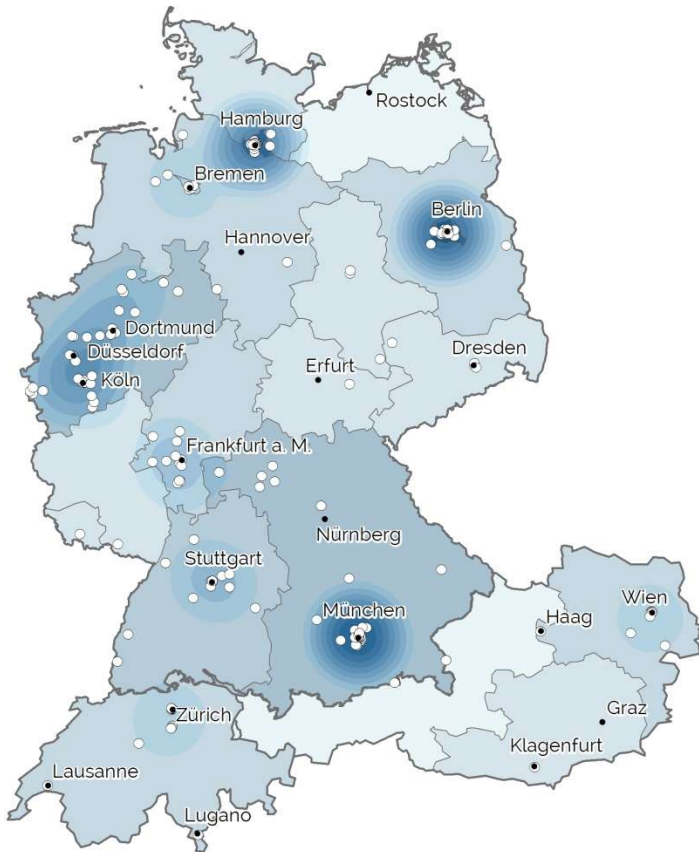 Rostock
Hamburg
Bremen
Berlin
Hannover
Dortmund
Düsseldorf
Köln
Erfurt
Dresden
Frankfurt a. M.
Nürnberg
Stuttgart
München
Wien
Haag
Zürich
Graz
Klagenfurt
Lausanne
Lugano